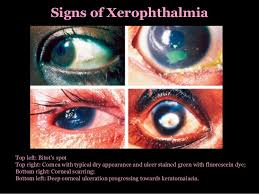 Signs of Xerophthalmia
Top left: Bitot's spot
Top right: Cornea with typical dry appearance and ulcer stained green with fluorescein dye;
Bottom right: Corneal scarring;
Bottom left: Deep corneal ulceration progressing towards keratomalacia.